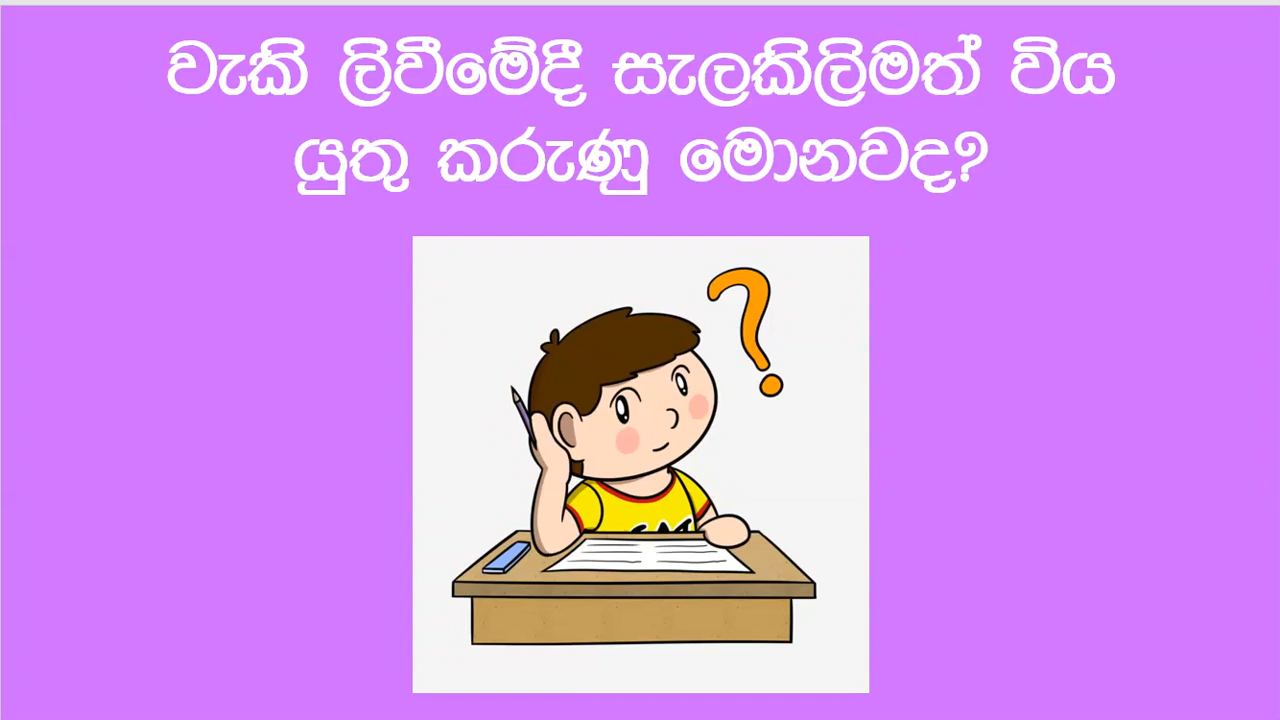 වැකි ලිවීමේදී සැලකිලිමත් විය
යුතු කරුණු මොනවද?